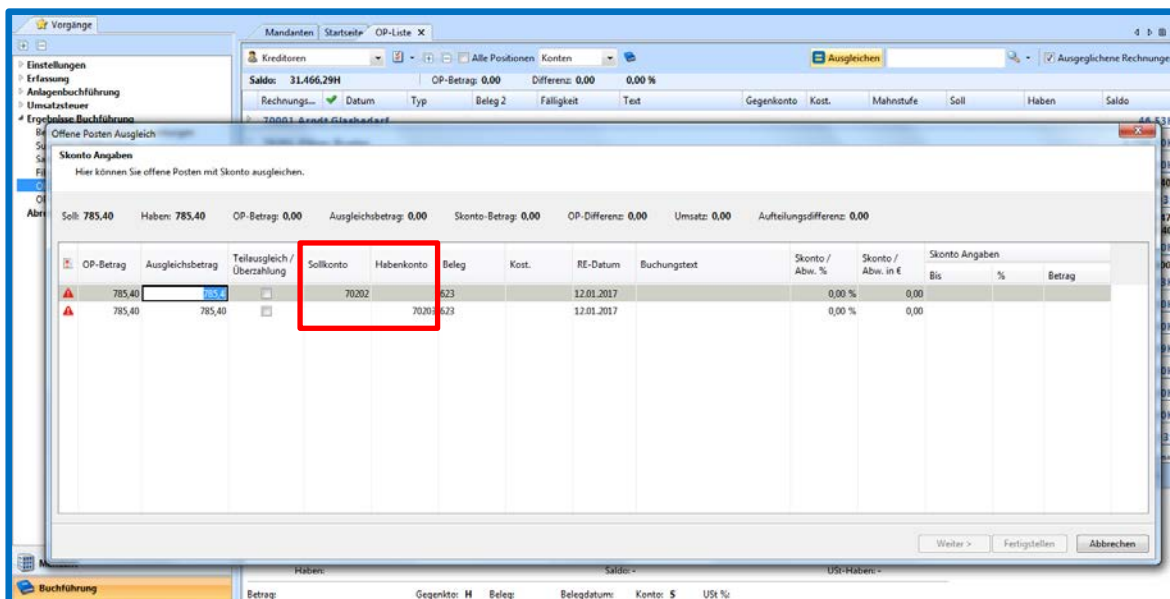 Vorgänge
Mandanten Startseite OP-Liste X
Kreditoren Alle Positionen Konten Ausgleichen Ausgeglichene Rechnunge
Einstellungen
Erfassung
Anlagenbuchführung
Umsatzsteuer
Ergebnisse Buchführung
Saldo: 31.466,29H OP-Betrag: 0,00 Differenz: 0,00 0,00 %
Rechnungs... Datum Typ Beleg 2 Fälligkeit Text Gegenkonto Kost. Mahnstufe Soll Haben Saldo
70001 Arndt Glasbedarf
Offene Posten Ausgleich
Skonto Angaben
Hier können Sie offene Posten mit Skonto ausgleichen.
Soll: 785,40 Haben: 785,40 OP-Betrag: 0,00 Ausgleichsbetrag: 0,00 Skonto-Betrag: 0,00 OP-Differenz: 0,00 Umsatz: 0,00 Aufteilungsdifferenz: 0,00
OP-Betrag Ausgleichsbetrag Teilausgleich / Überzahlung Sollkonto Habenkonto Beleg Kost. RE-Datum Buchungstext Skonto / Abw. % Skonto / Abw. in € Skonto Angaben
Bis % Betrag
785,40 785,4 70202 623 12.01.2017 0,00 % 0,00
785,40 785,40 623 12.01.2017 0,00 % 0,00
Weiter > Fertigstellen Abbrechen
Haben: Saldo: - USt-Haben: -
Buchführung
Betrag: Gegenkto: H Beleg: Belegdatum: Konto: S USt %: